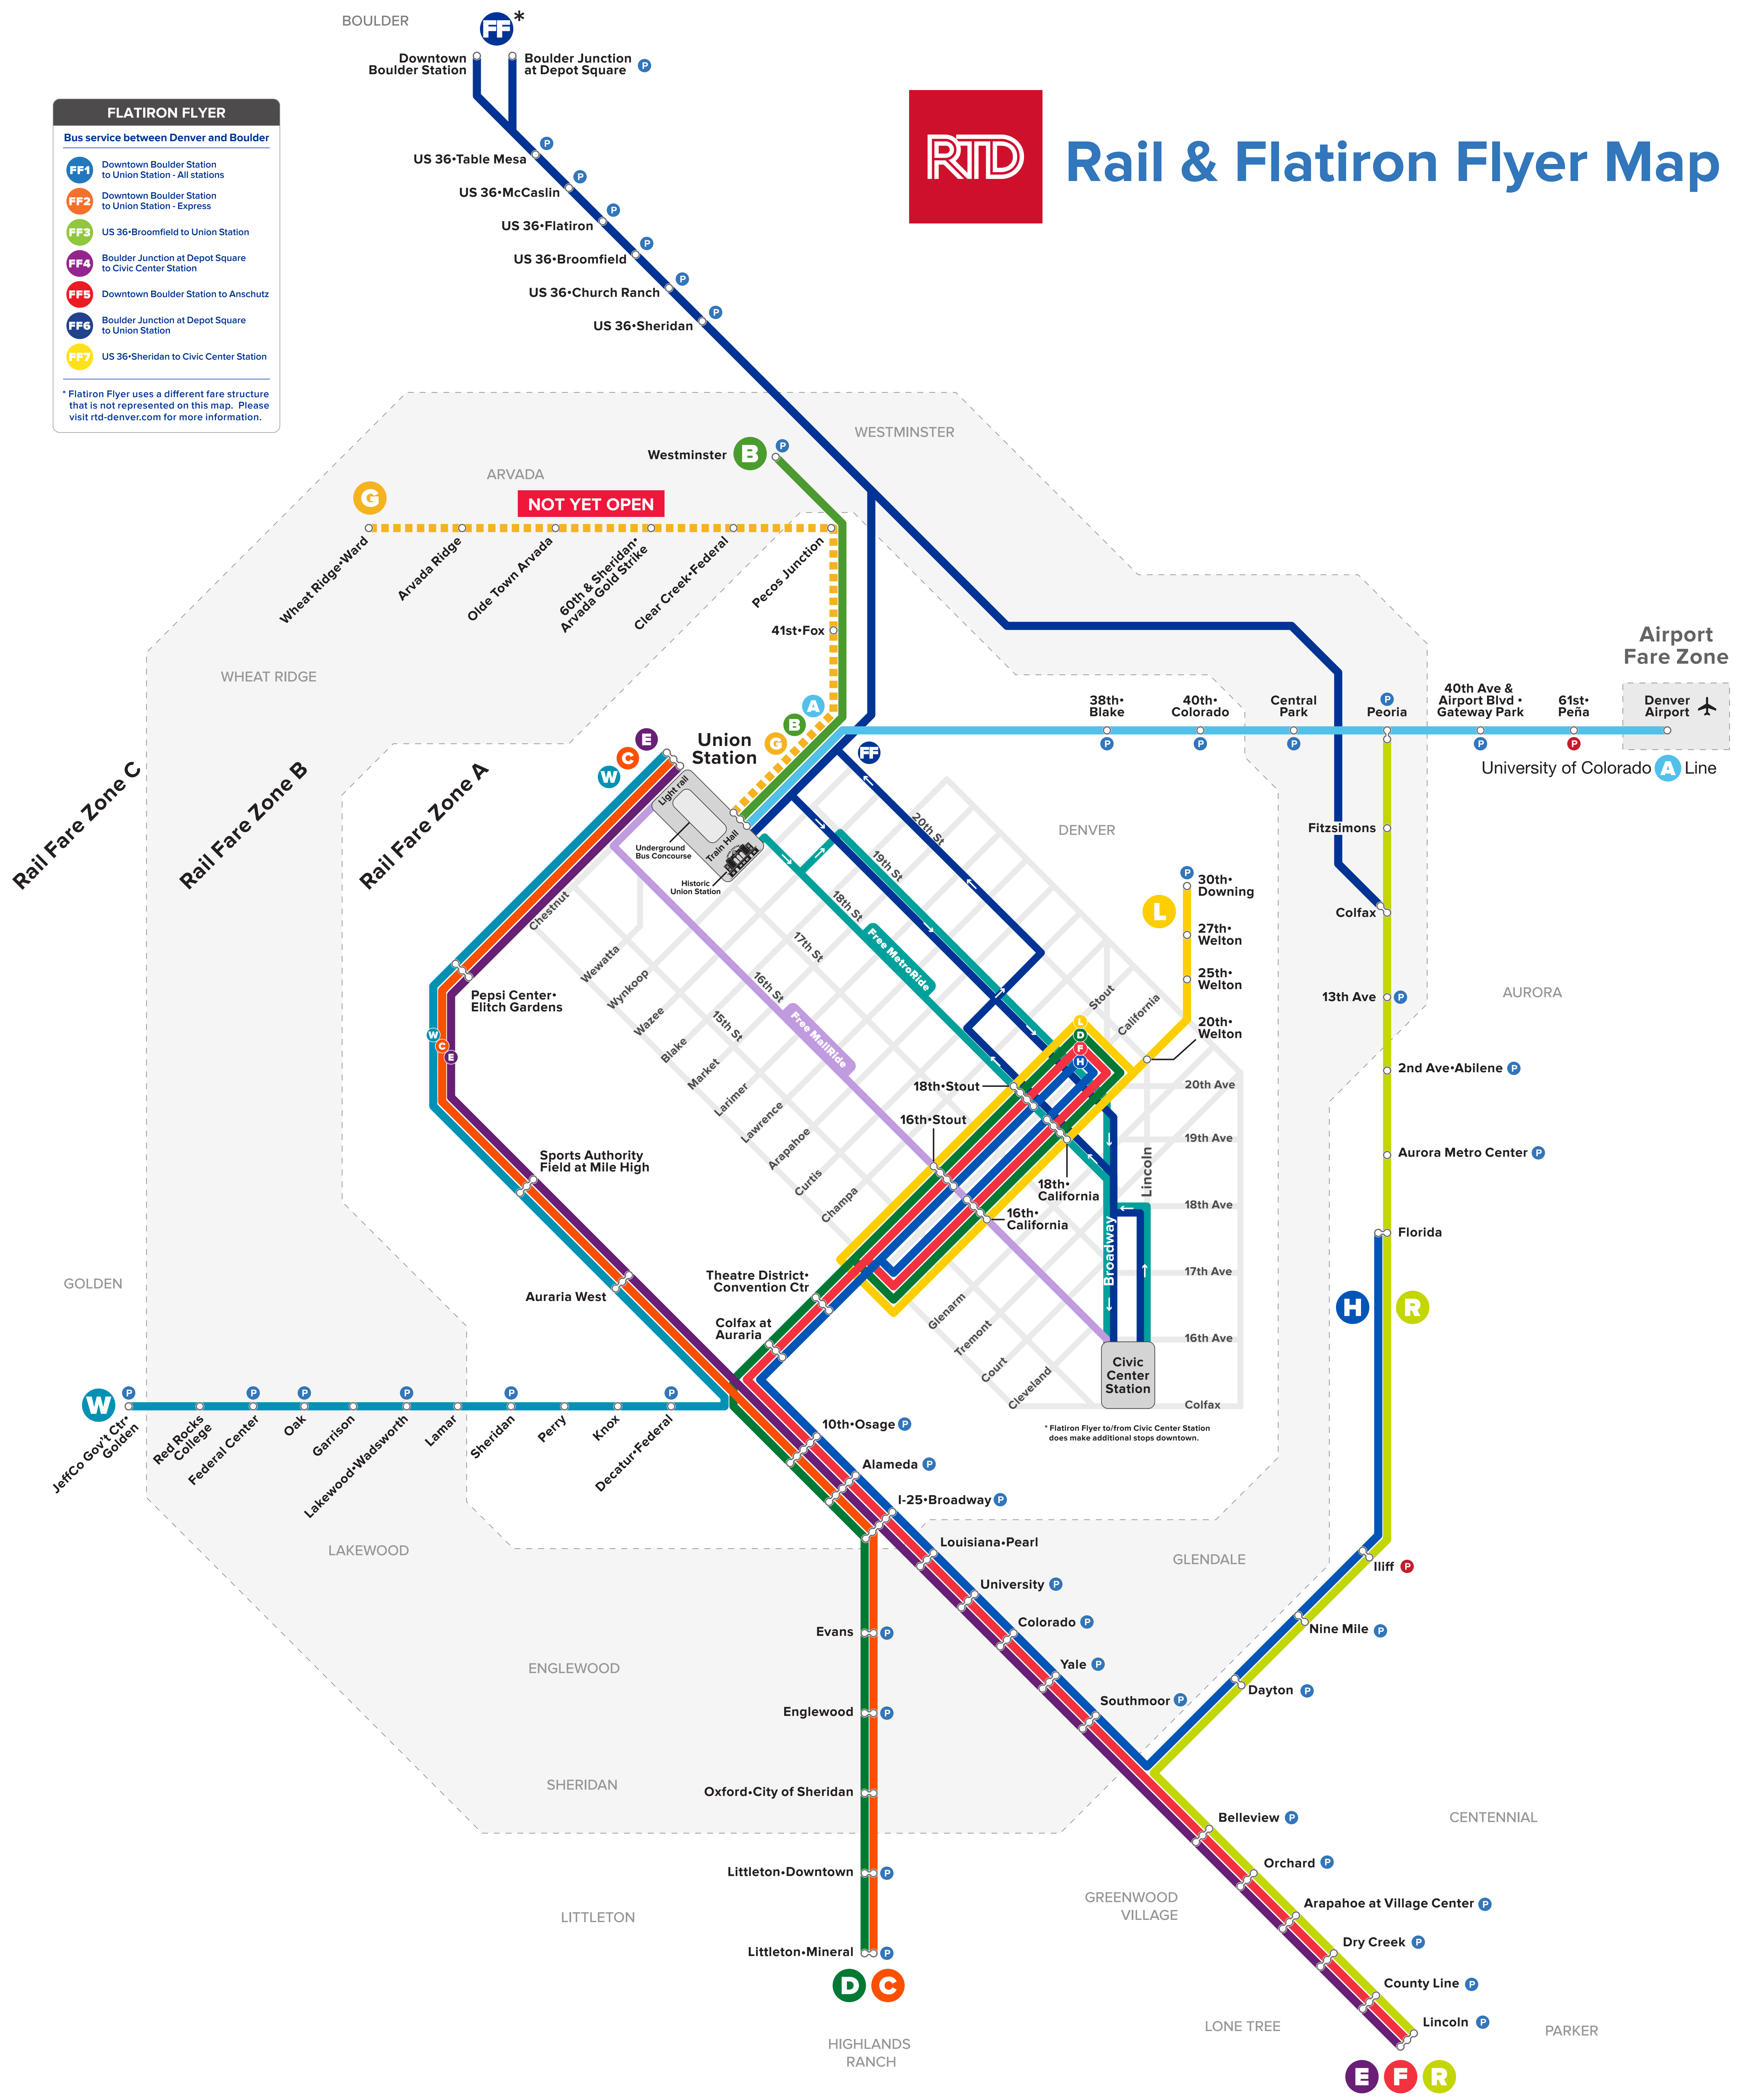 BOULDER
FF*
Downtown
Boulder Station
Boulder Junction
at Depot Square
P
FLATIRON FLYER
Bus service between Denver and Boulder
FF1
Downtown Boulder Station
to Union Station - All stations
FF2
Downtown Boulder Station
to Union Station - Express
FF3
US 36•Broomfield to Union Station
FF4
Boulder Junction at Depot Square
to Civic Center Station
FF5
Downtown Boulder Station to Anschutz
FF6
Boulder Junction at Depot Square
to Union Station
FF7
US 36•Sheridan to Civic Center Station
* Flatiron Flyer uses a different fare structure
that is not represented on this map. Please
visit rtd-denver.com for more information.
RTD
Rail & Flatiron Flyer Map
US 36•Table Mesa P
US 36•McCaslin P
US 36•Flatiron P
US 36•Broomfield P
US 36•Church Ranch P
US 36•Sheridan P
WESTMINSTER
Westminster B P
ARVADA
G
NOT YET OPEN
Wheat Ridge•Ward
Arvada Ridge
Olde Town Arvada
60th & Sheridan•
Arvada Gold Strike
Clear Creek•Federal
Pecos Junction
41st•Fox
WHEAT RIDGE
Airport
Fare Zone
38th•
Blake
P
40th•
Colorado
P
Central
Park
P
P
Peoria
40th Ave &
Airport Blvd •
Gateway Park
P
61st•
Peña
P
Denver
Airport
University of Colorado A Line
Rail Fare Zone C
Rail Fare Zone B
Rail Fare Zone A
A
B
G
FF
E
C
W
Union
Station
Light rail
Underground
Bus Concourse
Train Hall
Historic
Union Station
DENVER
20th St
19th St
18th St
17th St
16th St
15th St
Free MetroRide
Free MallRide
Chestnut
Wewatta
Wynkoop
Wazee
Blake
Market
Larimer
Lawrence
Arapahoe
Curtis
Champa
Stout
California
Glenarm
Tremont
Court
Cleveland
Fitzsimons
Colfax
13th Ave P
AURORA
2nd Ave•Abilene P
Aurora Metro Center P
Florida
H R
L
P
30th•
Downing
27th•
Welton
25th•
Welton
20th•
Welton
L
D
F
H
18th•Stout
16th•Stout
18th•
California
16th•
California
20th Ave
19th Ave
18th Ave
17th Ave
16th Ave
Colfax
Lincoln
Broadway
Civic
Center
Station
* Flatiron Flyer to/from Civic Center Station
does make additional stops downtown.
Pepsi Center•
Elitch Gardens
W
C
E
Sports Authority
Field at Mile High
Auraria West
Theatre District•
Convention Ctr
Colfax at
Auraria
GOLDEN
W
P
JeffCo Gov't Ctr•
Golden
Red Rocks
College
P
Federal Center
P
Oak
Garrison
P
Lakewood•Wadsworth
Lamar
P
Sheridan
Perry
Knox
P
Decatur•Federal
LAKEWOOD
10th•Osage P
Alameda P
I-25•Broadway P
Louisiana•Pearl
University P
Colorado P
Yale P
Southmoor P
GLENDALE
Iliff P
Nine Mile P
Dayton P
Evans P
ENGLEWOOD
Englewood P
SHERIDAN
Oxford•City of Sheridan
Littleton•Downtown P
LITTLETON
Littleton•Mineral P
D C
HIGHLANDS
RANCH
Belleview P
CENTENNIAL
Orchard P
GREENWOOD
VILLAGE
Arapahoe at Village Center P
Dry Creek P
County Line P
Lincoln P
LONE TREE
PARKER
E F R